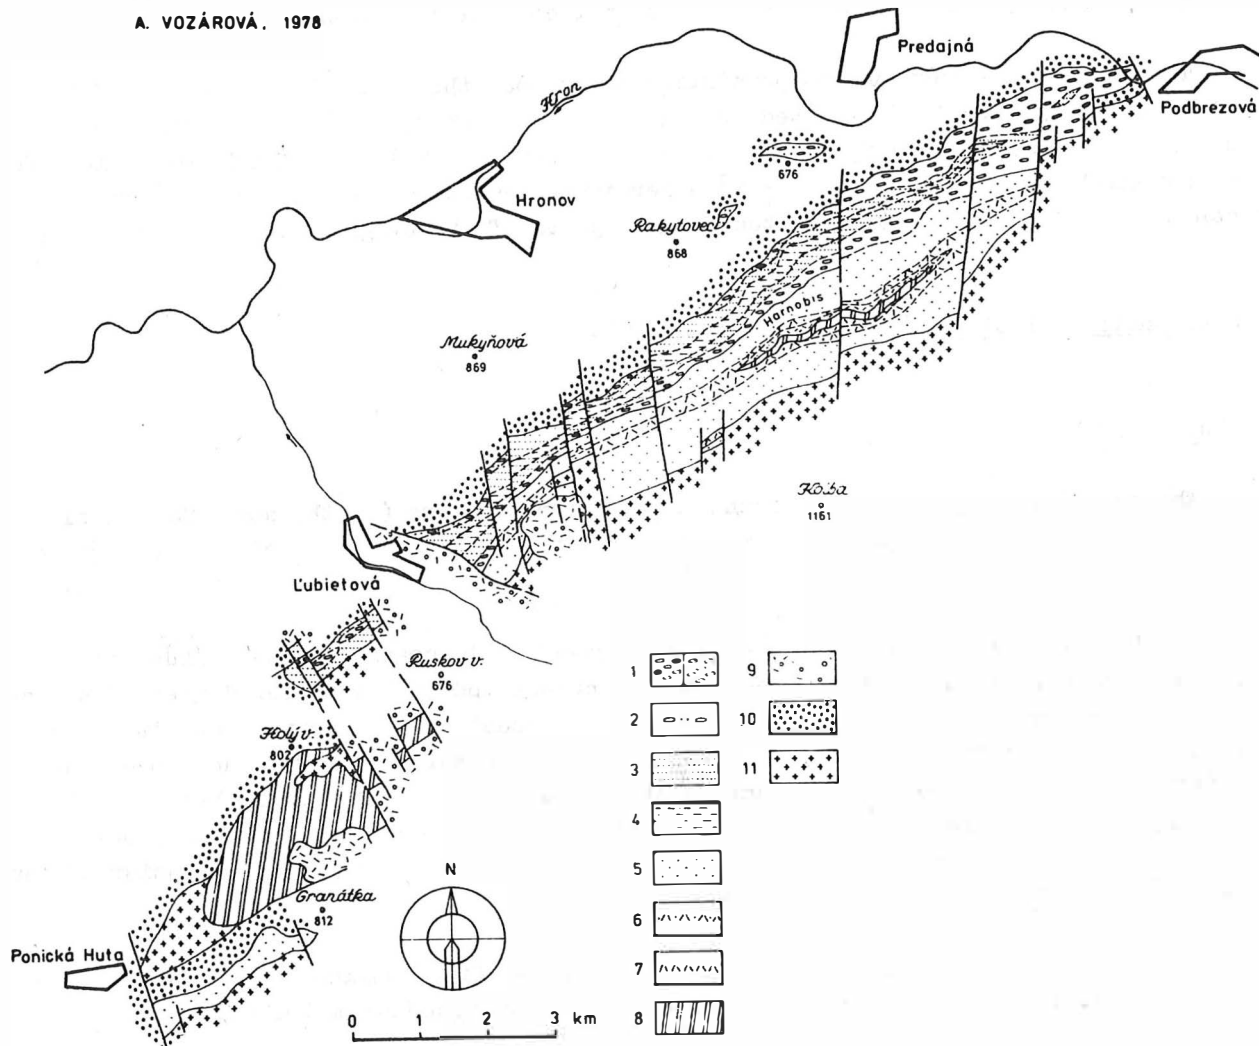 A. VOZÁROVÁ, 1978
Predajná
Podbrezová
Hron
676
Hronov
Rakytovec
868
Harnobis
Mukyňová
869
1161
Ľubietová
Ruskov v.
676
Holý v.
802
Granátka
812
Ponická Huta
N
0 1 2 3 km
1
2
3
4
5
6
7
8
9
10
11